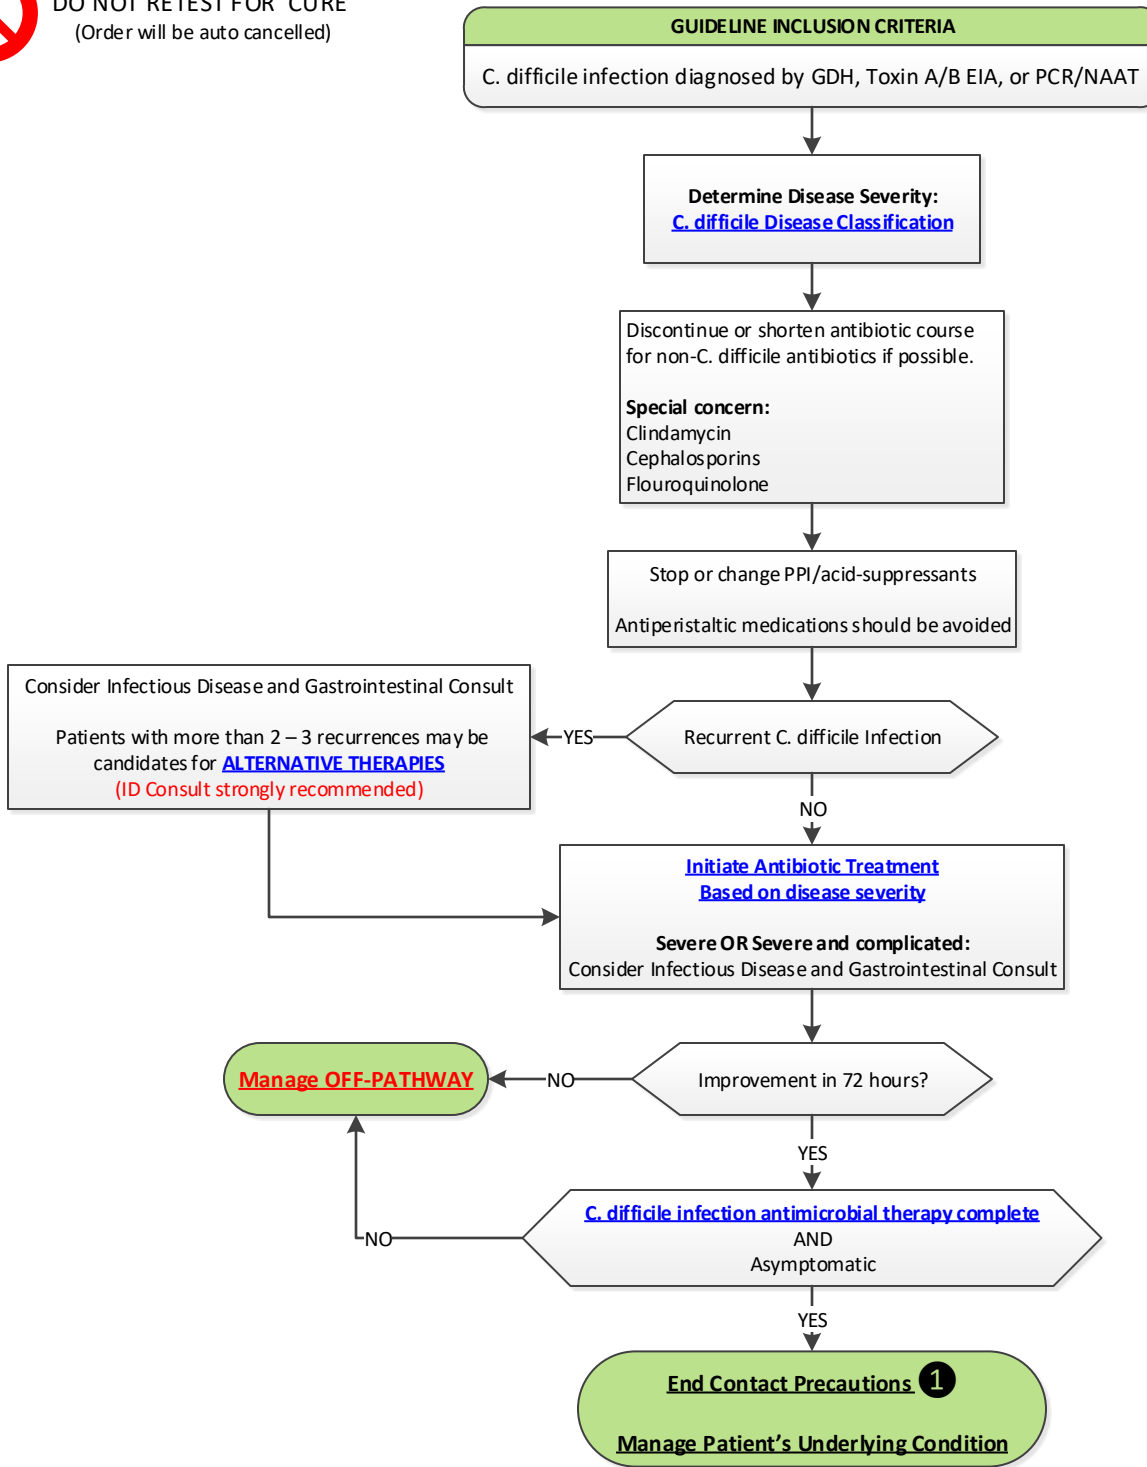 DO NOT RETEST FOR "CURE"
(Order will be auto cancelled)
GUIDELINE INCLUSION CRITERIA
C. difficile infection diagnosed by GDH, Toxin A/B EIA, or PCR/NAAT
Determine Disease Severity:
C. difficile Disease Classification
Discontinue or shorten antibiotic course
for non-C. difficile antibiotics if possible.
Special concern:
Clindamycin
Cephalosporins
Flouroquinolone
Stop or change PPI/acid-suppressants
Antiperistaltic medications should be avoided
Consider Infectious Disease and Gastrointestinal Consult
Patients with more than 2 – 3 recurrences may be
candidates for ALTERNATIVE THERAPIES
(ID Consult strongly recommended)
YES
Recurrent C. difficile Infection
NO
Initiate Antibiotic Treatment
Based on disease severity
Severe OR Severe and complicated:
Consider Infectious Disease and Gastrointestinal Consult
Manage OFF-PATHWAY
NO
Improvement in 72 hours?
YES
C. difficile infection antimicrobial therapy complete
AND
Asymptomatic
NO
YES
End Contact Precautions 1
Manage Patient's Underlying Condition